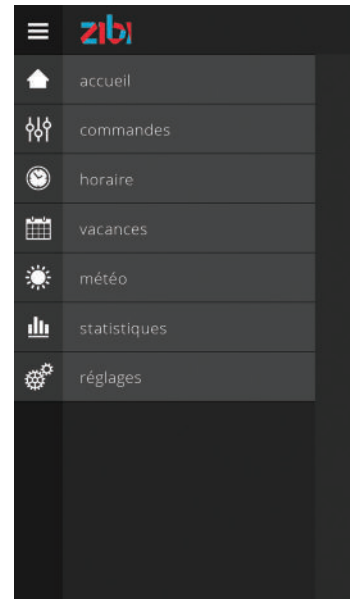 zibi
accueil
commandes
horaire
vacances
météo
statistiques
réglages